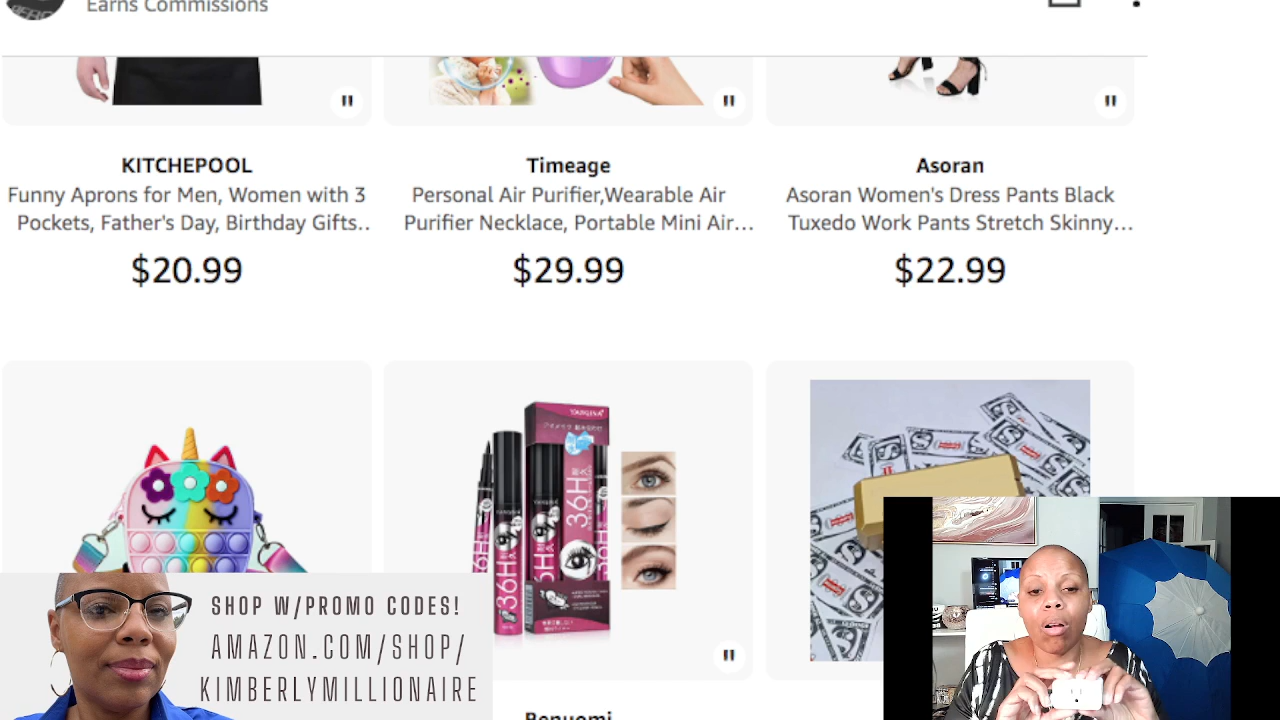 Earns Commissions
KITCHEPOOL
Funny Aprons for Men, Women with 3
Pockets, Father's Day, Birthday Gifts..
$20.99
Timeage
Personal Air Purifier,Wearable Air
Purifier Necklace, Portable Mini Air...
$29.99
Asoran
Asoran Women's Dress Pants Black
Tuxedo Work Pants Stretch Skinny...
$22.99
YANQINA
36H
36H
36H
SHOP W/PROMO CODES!
AMAZON.COM/SHOP/
KIMBERLYMILLIONAIRE